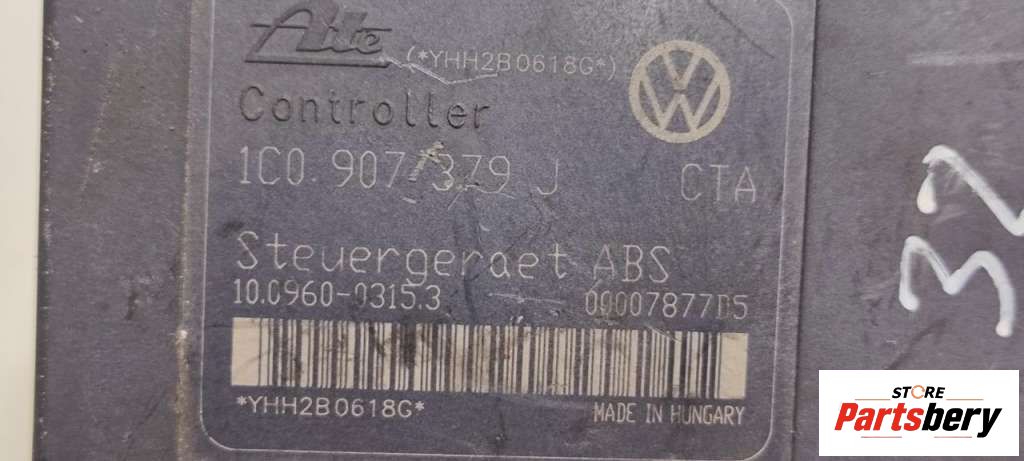 Ate (*YHH2B0618G*)
Controller
1C0 907 379 J CTA
Steuergeraet ABS
10.0960-0315.3 00007877D5
*YHH2B0618G*
MADE IN HUNGARY
32
STORE
Partsbery